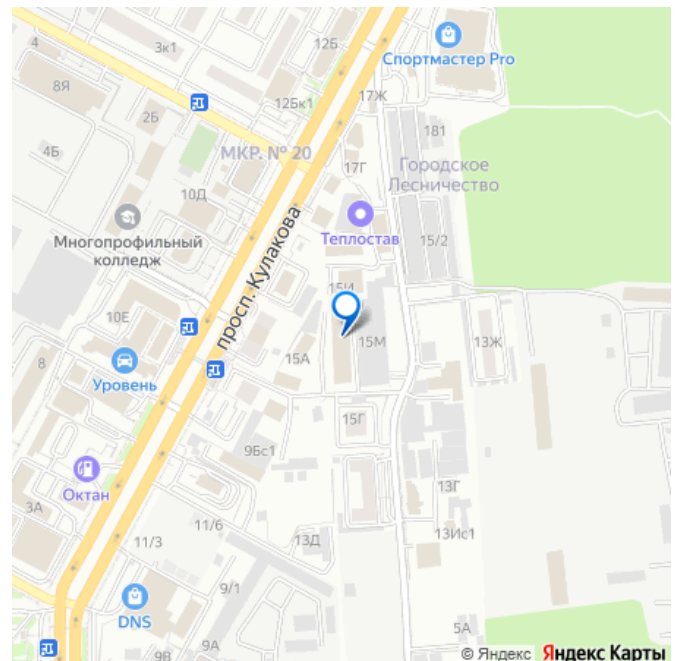 12Б
4
3к1
Спортмастер Pro
8Я
12Бк1
17Ж
2Б
181
МКР. № 20
4Б
17Г
Городское
Лесничество
10Д
Теплостав
Многопрофильный
колледж
15/2
просп. Кулакова
15И
10Е
15М
13Ж
15А
8
Уровень
15Г
9Бс1
Октан
13Г
3А
11/6
13Ис1
11/3
13Д
9/1
DNS
5А
9А
9В
© Яндекс Яндекс Карты